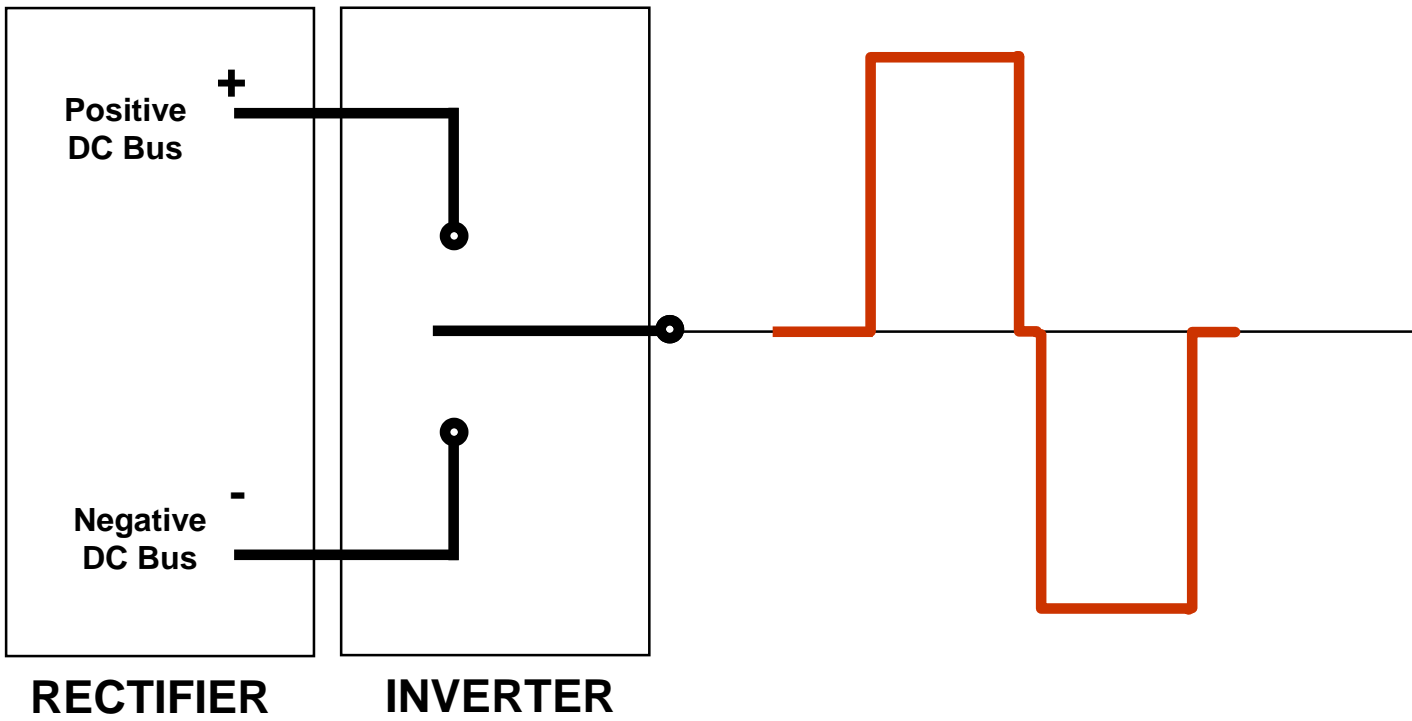 +
Positive
DC Bus
-
Negative
DC Bus
RECTIFIER
INVERTER